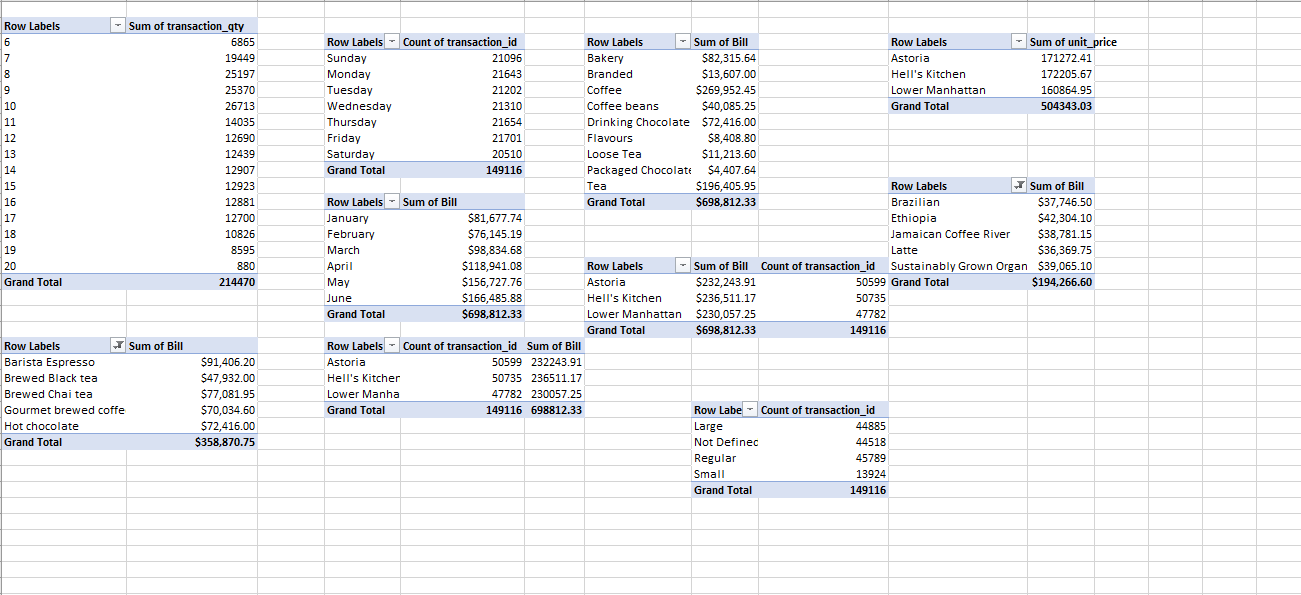 Row Labels Sum of transaction_qty
6 6865
7 19449
8 25197
9 25370
10 26713
11 14035
12 12690
13 12439
14 12907
15 12923
16 12881
17 12700
18 10826
19 8595
20 880
Grand Total 214470
Row Labels Sum of Bill
Barista Espresso $91,406.20
Brewed Black tea $47,932.00
Brewed Chai tea $77,081.95
Gourmet brewed coffe $70,034.60
Hot chocolate $72,416.00
Grand Total $358,870.75
Row Labels Count of transaction_id
Sunday 21096
Monday 21643
Tuesday 21202
Wednesday 21310
Thursday 21654
Friday 21701
Saturday 20510
Grand Total 149116
Row Labels Sum of Bill
January $81,677.74
February $76,145.19
March $98,834.68
April $118,941.08
May $156,727.76
June $166,485.88
Grand Total $698,812.33
Row Labels Count of transaction_id Sum of Bill
Astoria 50599 232243.91
Hell's Kitcher 50735 236511.17
Lower Manha 47782 230057.25
Grand Total 149116 698812.33
Row Labels Sum of Bill
Bakery $82,315.64
Branded $13,607.00
Coffee $269,952.45
Coffee beans $40,085.25
Drinking Chocolate $72,416.00
Flavours $8,408.80
Loose Tea $11,213.60
Packaged Chocolate $4,407.64
Tea $196,405.95
Grand Total $698,812.33
Row Labels Sum of Bill Count of transaction_id
Astoria $232,243.91 50599
Hell's Kitchen $236,511.17 50735
Lower Manhattan $230,057.25 47782
Grand Total $698,812.33 149116
Row Labe Count of transaction_id
Large 44885
Not Definec 44518
Regular 45789
Small 13924
Grand Total 149116
Row Labels Sum of unit_price
Astoria 171272.41
Hell's Kitchen 172205.67
Lower Manhattan 160864.95
Grand Total 504343.03
Row Labels Sum of Bill
Brazilian $37,746.50
Ethiopia $42,304.10
Jamaican Coffee River $38,781.15
Latte $36,369.75
Sustainably Grown Organ $39,065.10
Grand Total $194,266.60